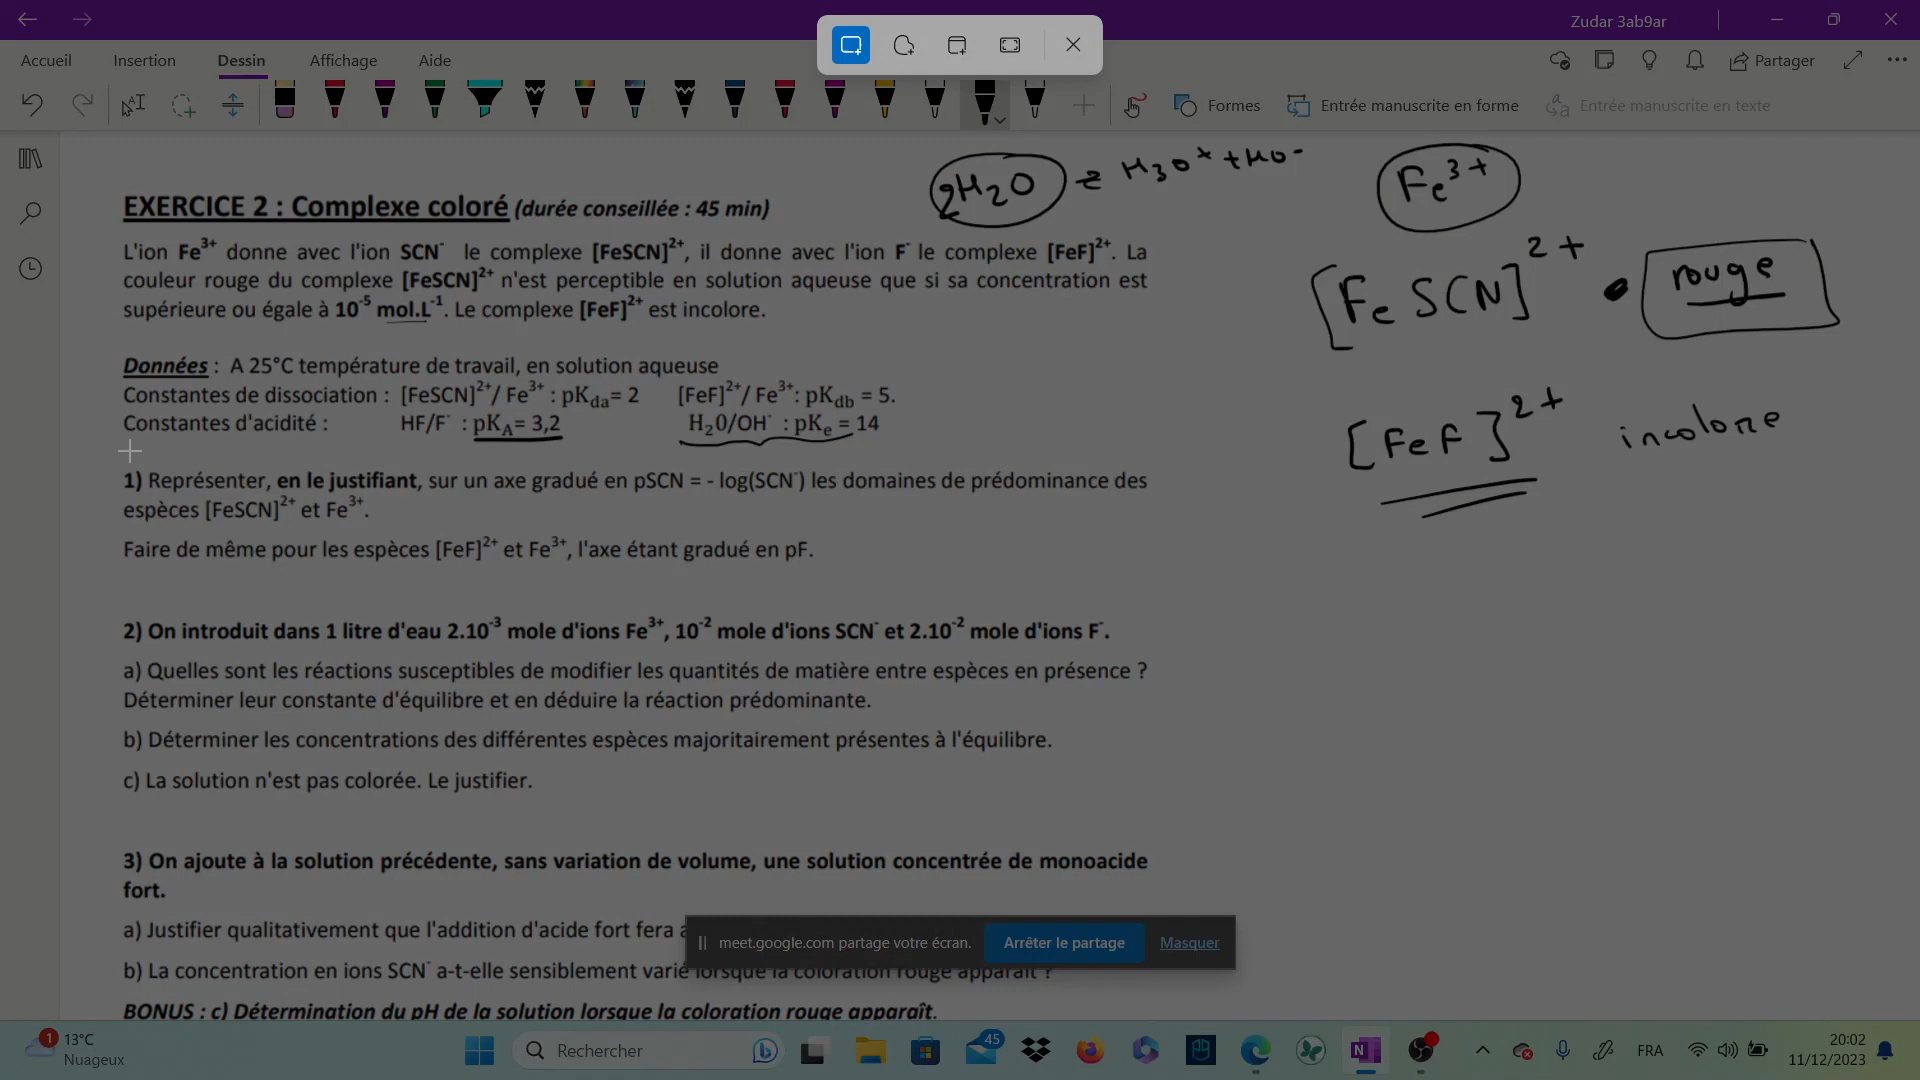 Zudar 3ab9ar
Accueil Insertion Dessin Affichage Aide Partager
Formes Entrée manuscrite en forme Entrée manuscrite en texte
2H2O ⇌ H3O+ + HO- Fe3+
EXERCICE 2 : Complexe coloré (durée conseillée : 45 min)
L'ion Fe3+ donne avec l'ion SCN- le complexe [FeSCN]2+, il donne avec l'ion F- le complexe [FeF]2+. La
couleur rouge du complexe [FeSCN]2+ n'est perceptible en solution aqueuse que si sa concentration est
supérieure ou égale à 10-5 mol.L-1. Le complexe [FeF]2+ est incolore.
[FeSCN]2+ • rouge
Données : A 25°C température de travail, en solution aqueuse
Constantes de dissociation : [FeSCN]2+/ Fe3+ : pKda= 2 [FeF]2+/ Fe3+: pKdb = 5.
Constantes d'acidité : HF/F- : pKA= 3,2 H20/OH- : pKe = 14
[FeF]2+ incolore
1) Représenter, en le justifiant, sur un axe gradué en pSCN = - log(SCN-) les domaines de prédominance des
espèces [FeSCN]2+ et Fe3+.
Faire de même pour les espèces [FeF]2+ et Fe3+, l'axe étant gradué en pF.
2) On introduit dans 1 litre d'eau 2.10-3 mole d'ions Fe3+, 10-2 mole d'ions SCN- et 2.10-2 mole d'ions F-.
a) Quelles sont les réactions susceptibles de modifier les quantités de matière entre espèces en présence ?
Déterminer leur constante d'équilibre et en déduire la réaction prédominante.
b) Déterminer les concentrations des différentes espèces majoritairement présentes à l'équilibre.
c) La solution n'est pas colorée. Le justifier.
3) On ajoute à la solution précédente, sans variation de volume, une solution concentrée de monoacide
fort.
a) Justifier qualitativement que l'addition d'acide fort fera
meet.google.com partage votre écran. Arrêter le partage Masquer
b) La concentration en ions SCN- a-t-elle sensiblement varié lorsque la coloration rouge apparaît ?
BONUS : c) Détermination du pH de la solution lorsque la coloration rouge apparaît.
1 13°C
Nuageux
Rechercher
45
FRA
20:02
11/12/2023